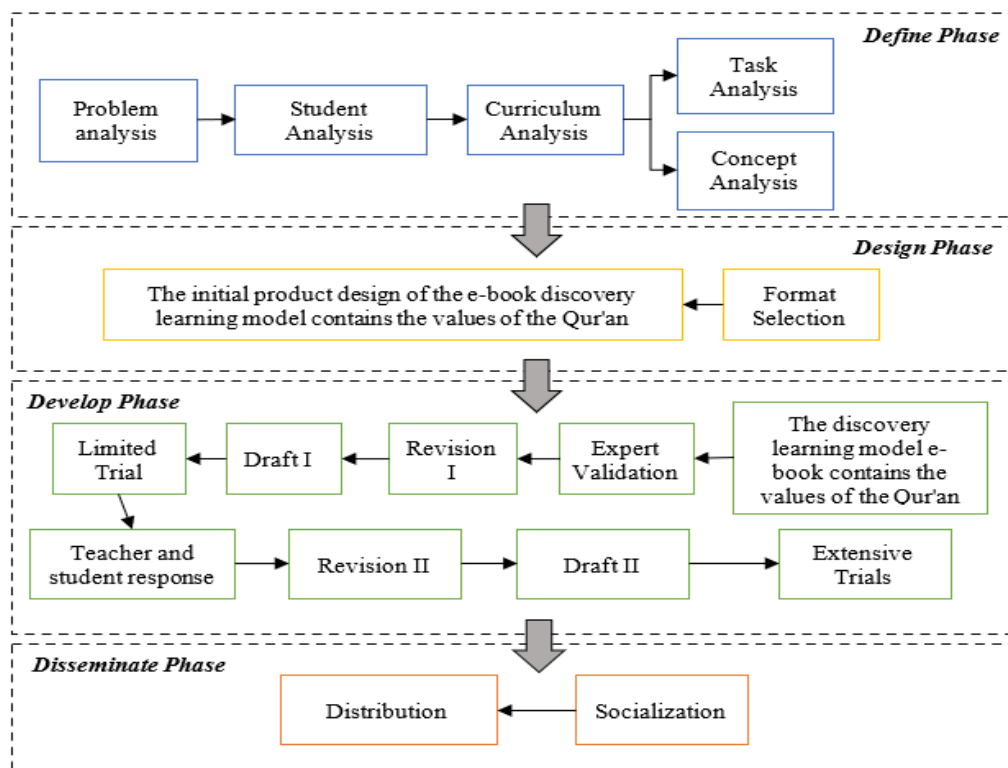 Define Phase
Problem
analysis
Student
Analysis
Curriculum
Analysis
Task
Analysis
Concept
Analysis
Design Phase
The initial product design of the e-book discovery
learning model contains the values of the Qur'an
Format
Selection
Develop Phase
Limited
Trial
Draft I
Revision
I
Expert
Validation
The discovery
learning model e-
book contains the
values of the Qur'an
Teacher and
student response
Revision II
Draft II
Extensive
Trials
Disseminate Phase
Distribution
Socialization